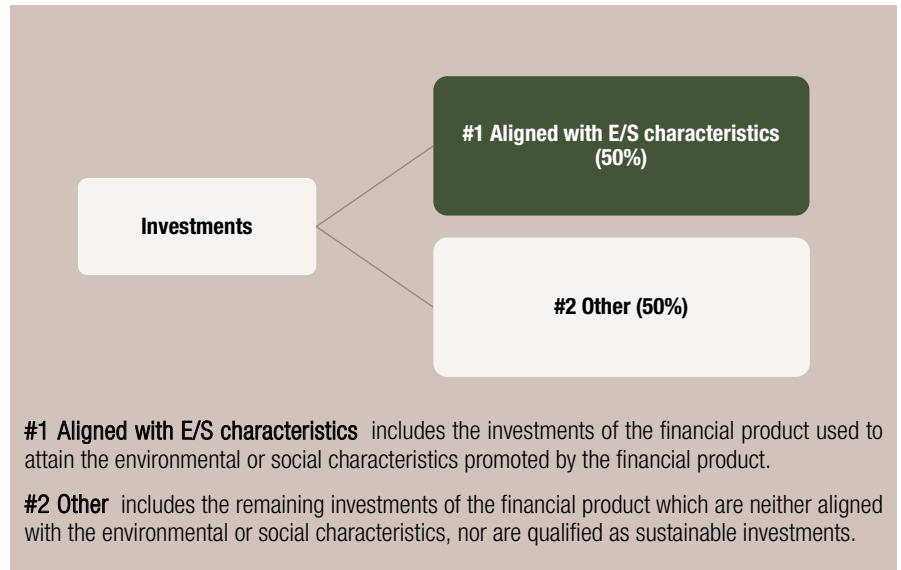 #1 Aligned with E/S characteristics
(50%)
Investments
#2 Other (50%)
#1 Aligned with E/S characteristics includes the investments of the financial product used to
attain the environmental or social characteristics promoted by the financial product.
#2 Other includes the remaining investments of the financial product which are neither aligned
with the environmental or social characteristics, nor are qualified as sustainable investments.